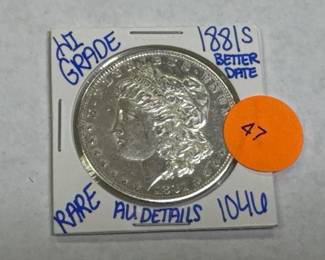 HI GRADE
1881S
BETTER DATE
47
RARE
AU DETAILS
1046